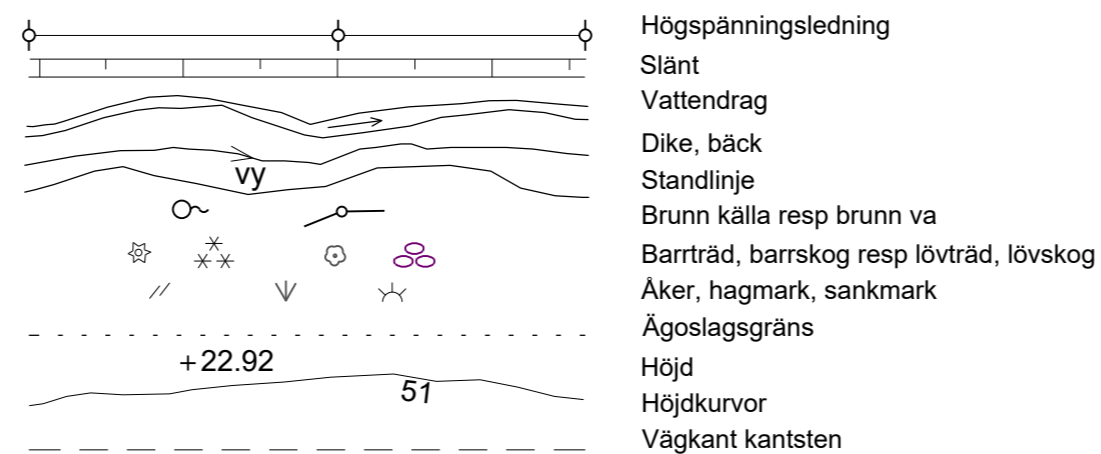 Högspänningsledning
Slänt
Vattendrag
Dike, bäck
vy
Standlinje
Brunn källa resp brunn va
Barrträd, barrskog resp lövträd, lövskog
Åker, hagmark, sankmark
Ägoslagsgräns
+22.92 Höjd
51 Höjdkurvor
Vägkant kantsten